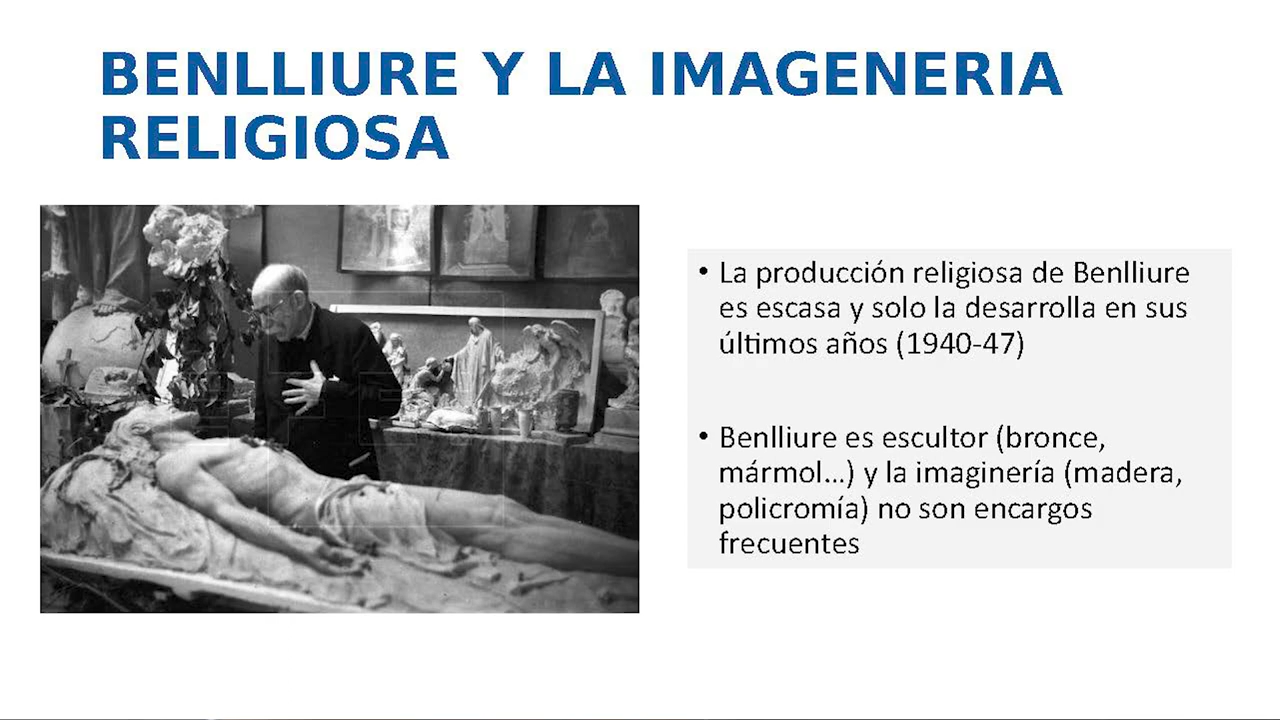 BENLLIURE Y LA IMAGENERIA
RELIGIOSA
• La producción religiosa de Benlliure
es escasa y solo la desarrolla en sus
últimos años (1940-47)
• Benlliure es escultor (bronce,
mármol...) y la imaginería (madera,
policromía) no son encargos
frecuentes